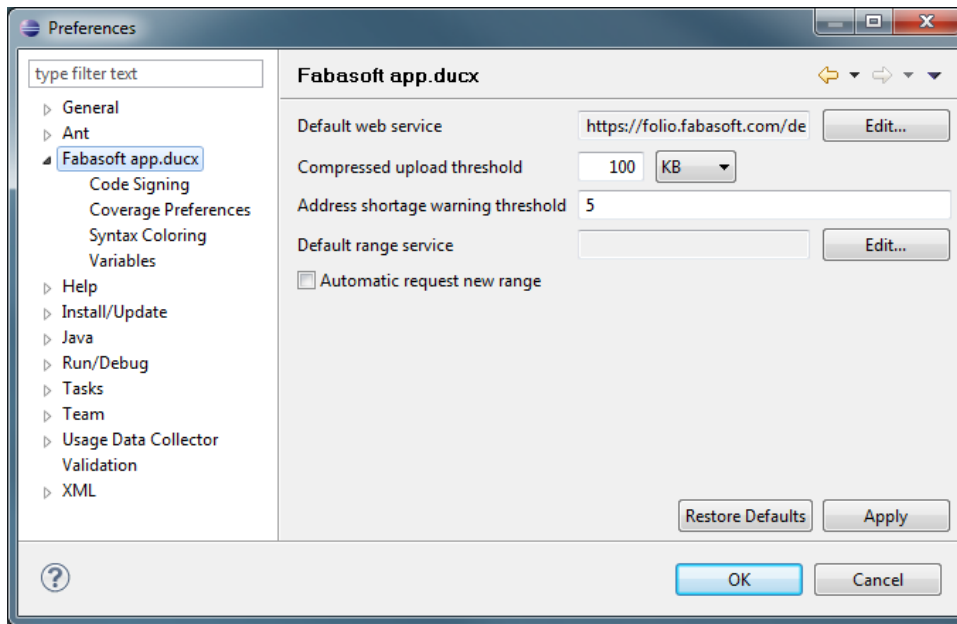 Preferences
type filter text
General
Ant
Fabasoft app.ducx
Code Signing
Coverage Preferences
Syntax Coloring
Variables
Help
Install/Update
Java
Run/Debug
Tasks
Team
Usage Data Collector
Validation
XML
Fabasoft app.ducx
Default web service https://folio.fabasoft.com/de Edit...
Compressed upload threshold 100 KB
Address shortage warning threshold 5
Default range service Edit...
Automatic request new range
Restore Defaults Apply
OK Cancel